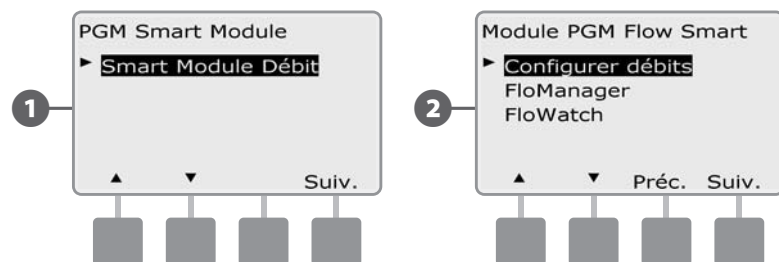 PGM Smart Module
Smart Module Débit
1
Suiv.
Module PGM Flow Smart
Configurer débits
FloManager
FloWatch
2
Préc. Suiv.